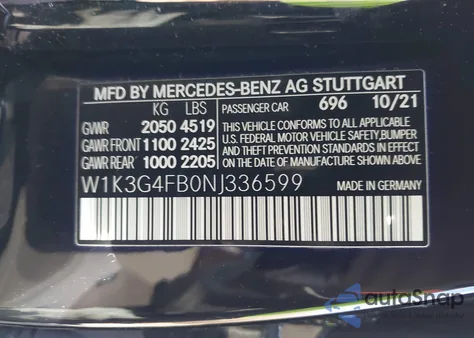 MFD BY MERCEDES-BENZ AG STUTTGART
KG LBS
GVWR 2050 4519
GAWR FRONT 1100 2425
GAWR REAR 1000 2205
PASSENGER CAR 696 10/21
THIS VEHICLE CONFORMS TO ALL APPLICABLE
U.S. FEDERAL MOTOR VEHICLE SAFETY,BUMPER
AND THEFT PREVENTION STANDARDS IN EFFECT
ON THE DATE OF MANUFACTURE SHOWN ABOVE.
W1K3G4FB0NJ336599
MADE IN GERMANY
autoSnap